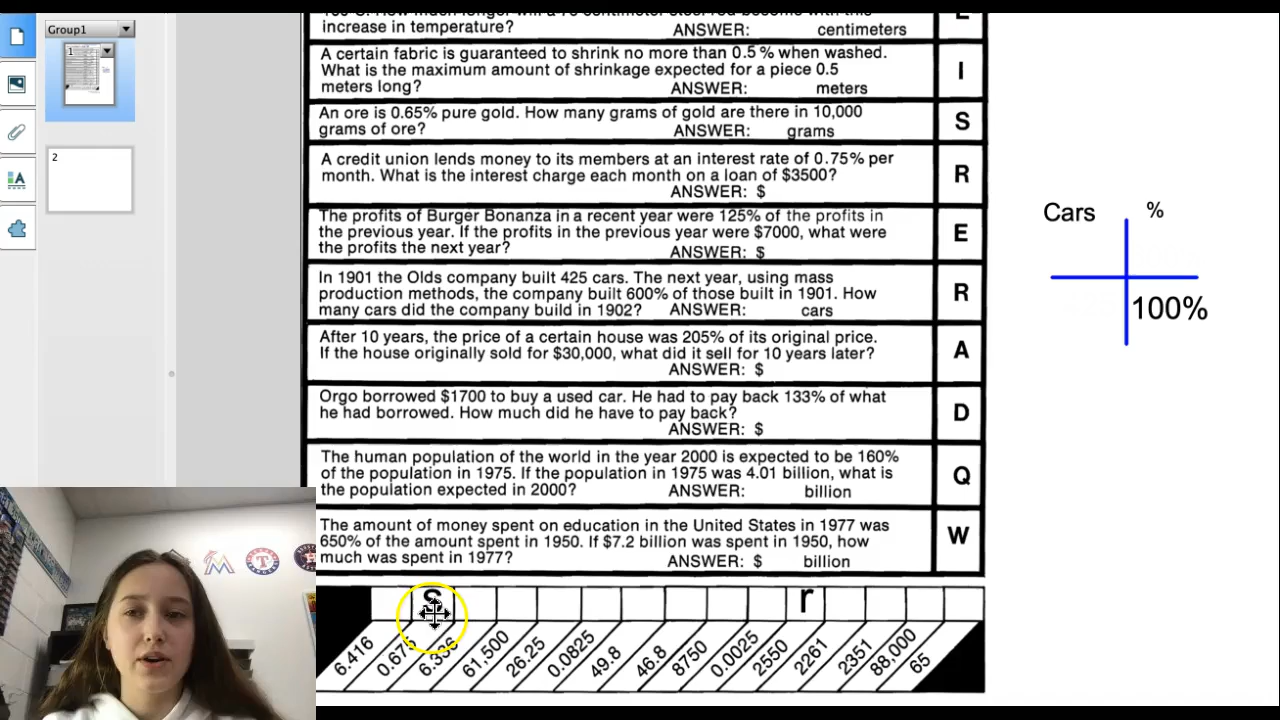 Group1
2
increase in temperature?
ANSWER: centimeters
A certain fabric is guaranteed to shrink no more than 0.5% when washed.
What is the maximum amount of shrinkage expected for a piece 0.5
meters long?
ANSWER: meters
I
An ore is 0.65% pure gold. How many grams of gold are there in 10,000
grams of ore?
ANSWER: grams
S
A credit union lends money to its members at an interest rate of 0.75% per
month. What is the interest charge each month on a loan of $3500?
ANSWER: $
R
The profits of Burger Bonanza in a recent year were 125% of the profits in
the previous year. If the profits in the previous year were $7000, what were
the profits the next year?
ANSWER: $
E
In 1901 the Olds company built 425 cars. The next year, using mass
production methods, the company built 600% of those built in 1901. How
many cars did the company build in 1902? ANSWER: cars
R
After 10 years, the price of a certain house was 205% of its original price.
If the house originally sold for $30,000, what did it sell for 10 years later?
ANSWER: $
A
Orgo borrowed $1700 to buy a used car. He had to pay back 133% of what
he had borrowed. How much did he have to pay back?
ANSWER: $
D
The human population of the world in the year 2000 is expected to be 160%
of the population in 1975. If the population in 1975 was 4.01 billion, what is
the population expected in 2000?
ANSWER: billion
Q
The amount of money spent on education in the United States in 1977 was
650% of the amount spent in 1950. If $7.2 billion was spent in 1950, how
much was spent in 1977?
ANSWER: $ billion
W
s r
6.416 0.675 6.336 61,500 26.25 0.0825 49.8 46.8 8750 0.0025 2550 2261 2351 88,000 65
Cars %
100%